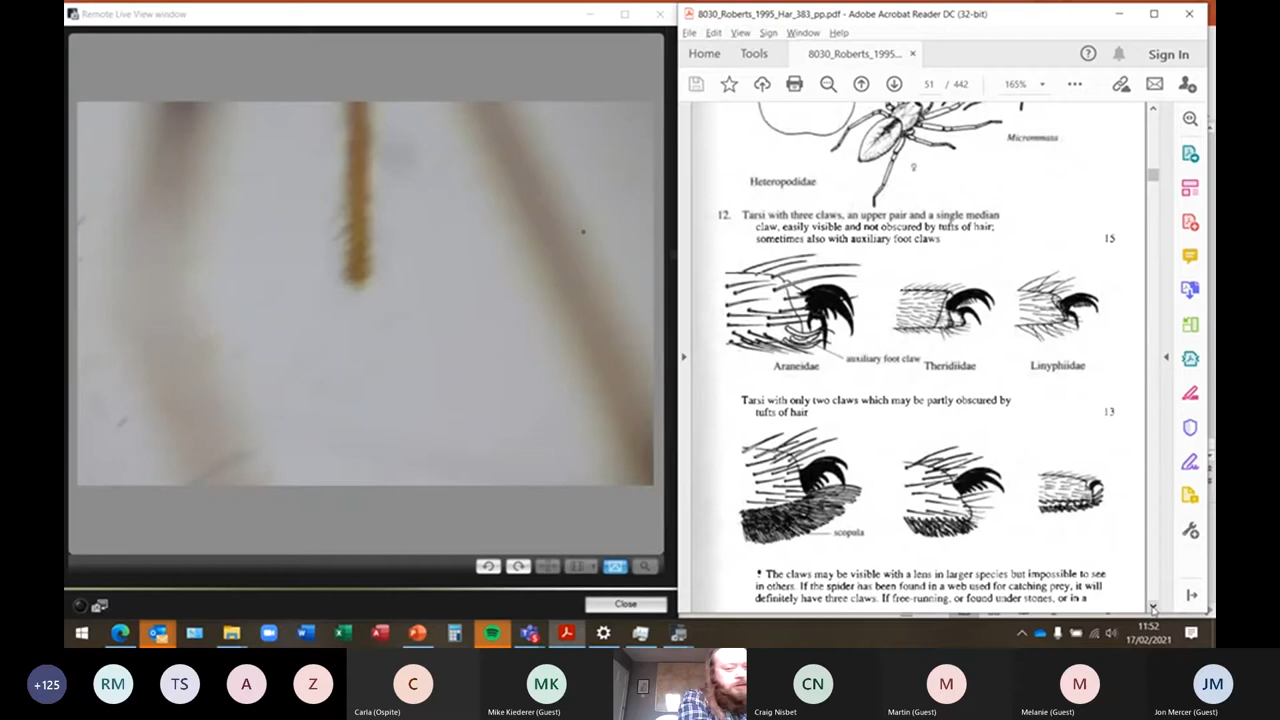 Remote Live View window
8030_Roberts_1995_Har_383_pp.pdf - Adobe Acrobat Reader DC (32-bit)
File Edit View Sign Window Help
Home Tools 8030_Roberts_1995... × Sign In
51 / 442 165%
Micrommata
♀
Heteropodidae
12. Tarsi with three claws, an upper pair and a single median
claw, easily visible and not obscured by tufts of hair;
sometimes also with auxiliary foot claws 15
auxiliary foot claw
Araneidae Theridiidae Linyphiidae
Tarsi with only two claws which may be partly obscured by
tufts of hair 13
scopula
The claws may be visible with a lens in larger species but impossible to see
in others. If the spider has been found in a web used for catching prey, it will
definitely have three claws. If free-running, or found under stones, or in a
Close
11:52
17/02/2021
+125 RM TS A Z C MK CN M M JM
Carla (Ospite) Mike Kiederer (Guest) Craig Nisbet Martin (Guest) Melanie (Guest) Jon Mercer (Guest)